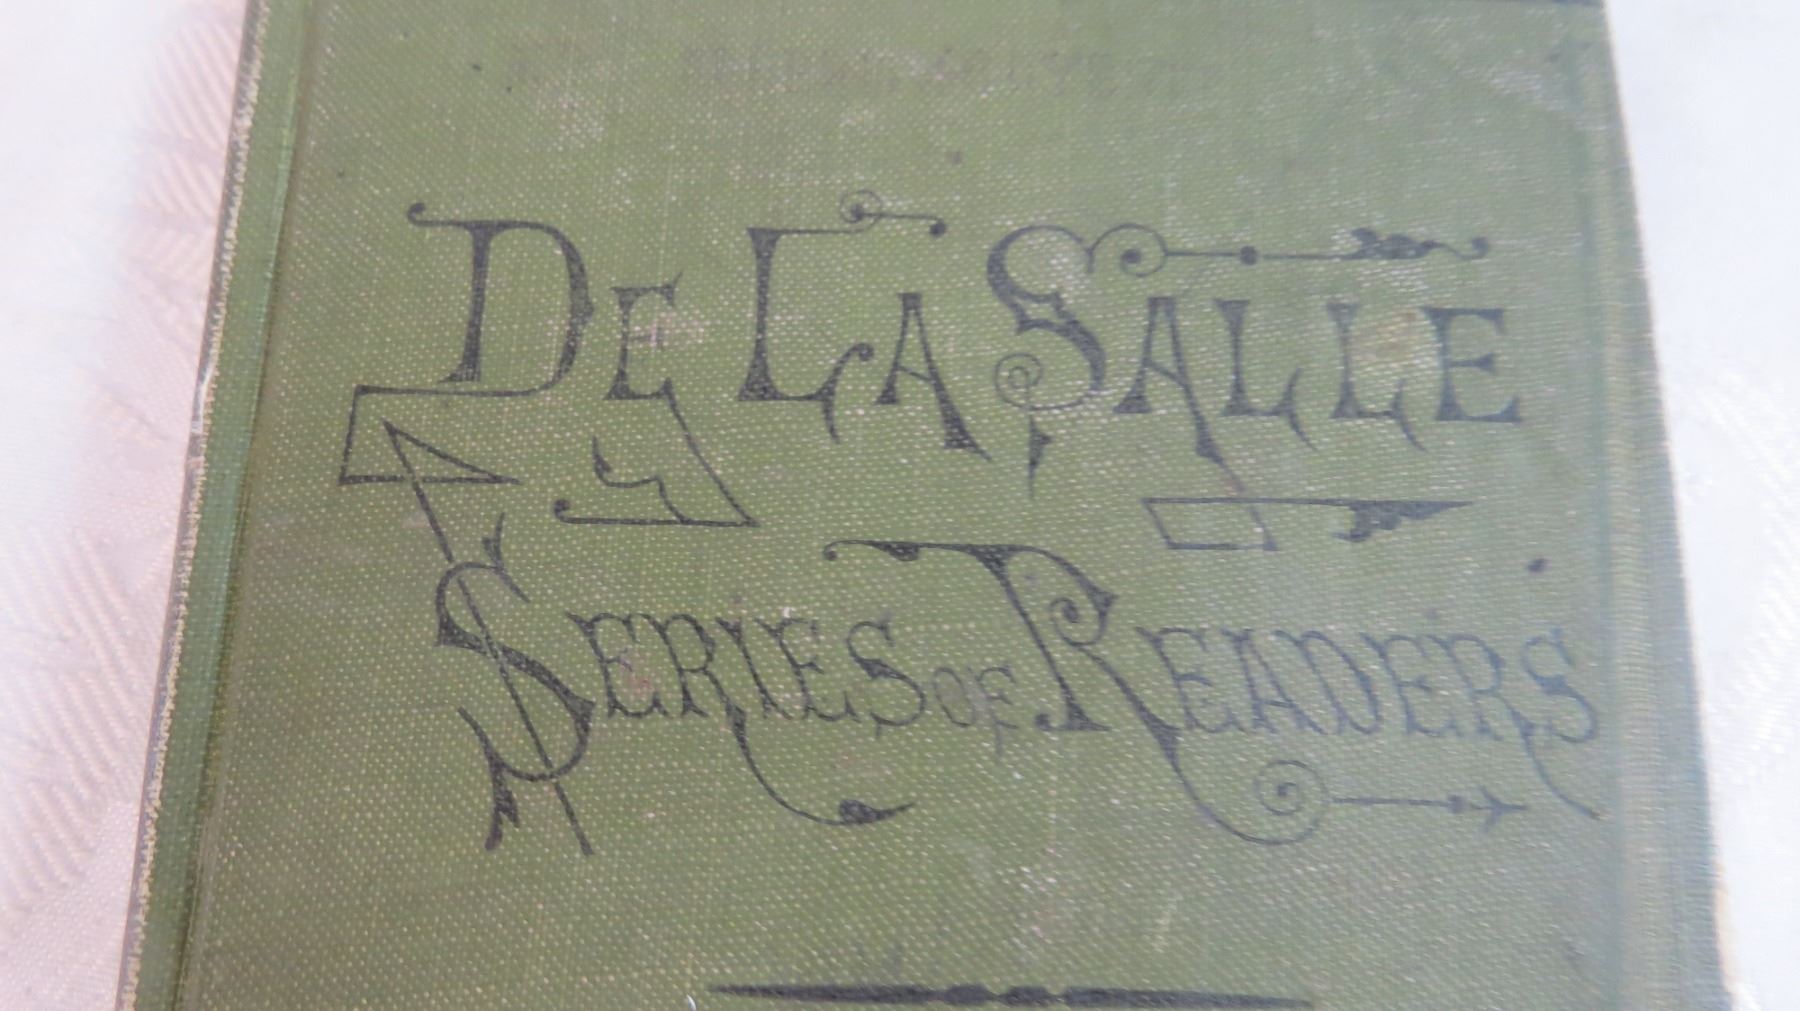 DE LA SALLE
SERIES OF READERS